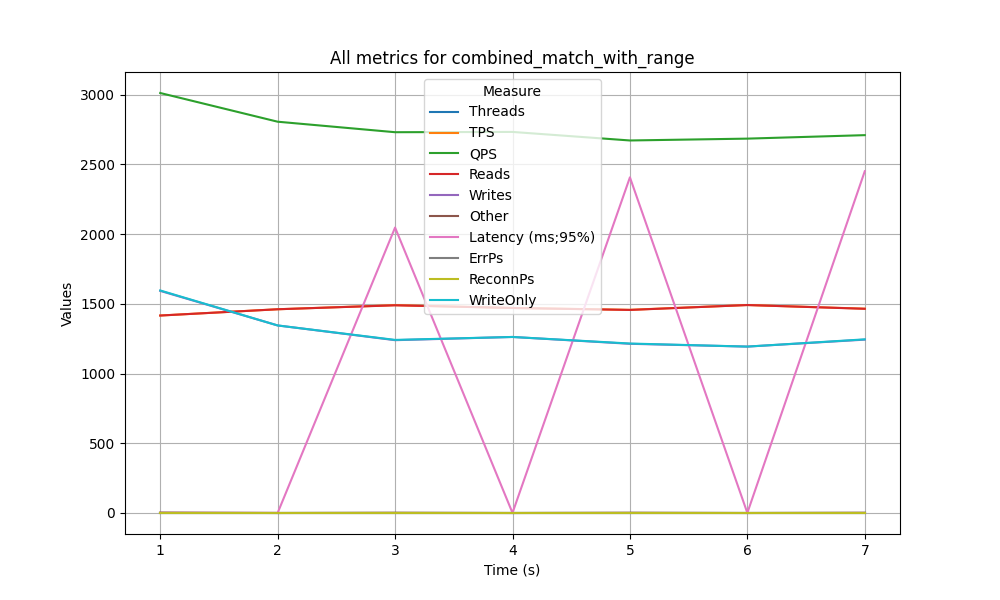 All metrics for combined_match_with_range
Values
3000
2500
2000
1500
1000
500
0
Measure
Threads
TPS
QPS
Reads
Writes
Other
Latency (ms;95%)
ErrPs
ReconnPs
WriteOnly
1 2 3 4 5 6 7
Time (s)